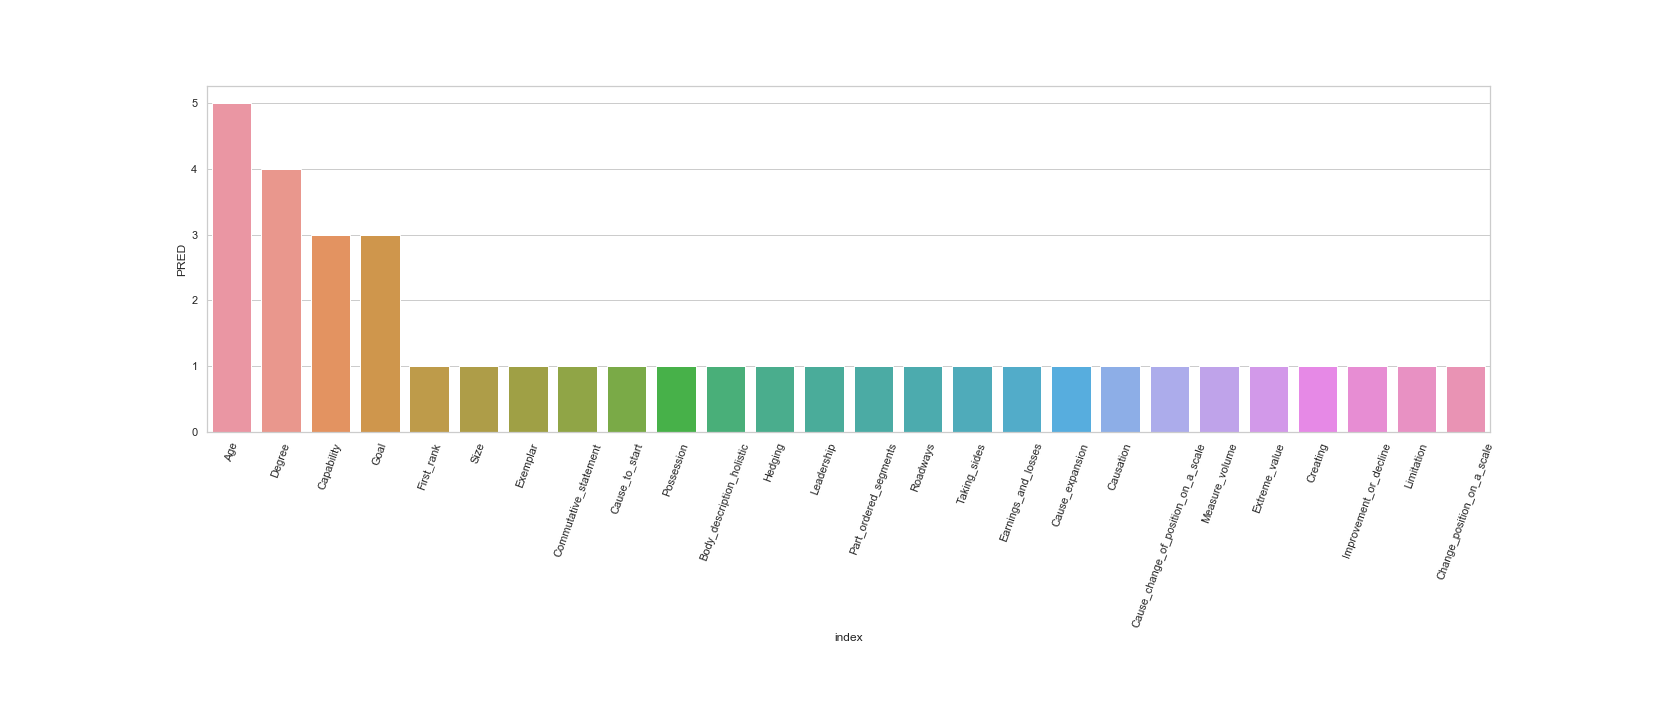 5
4
3
2
1
0
PRED
Age
Degree
Capability
Goal
First_rank
Size
Exemplar
Commutative_statement
Cause_to_start
Possession
Body_description_holistic
Hedging
Leadership
Part_ordered_segments
Roadways
Taking_sides
Earnings_and_losses
Cause_expansion
Causation
Cause_change_of_position_on_a_scale
Measure_volume
Extreme_value
Creating
Improvement_or_decline
Limitation
Change_position_on_a_scale
index